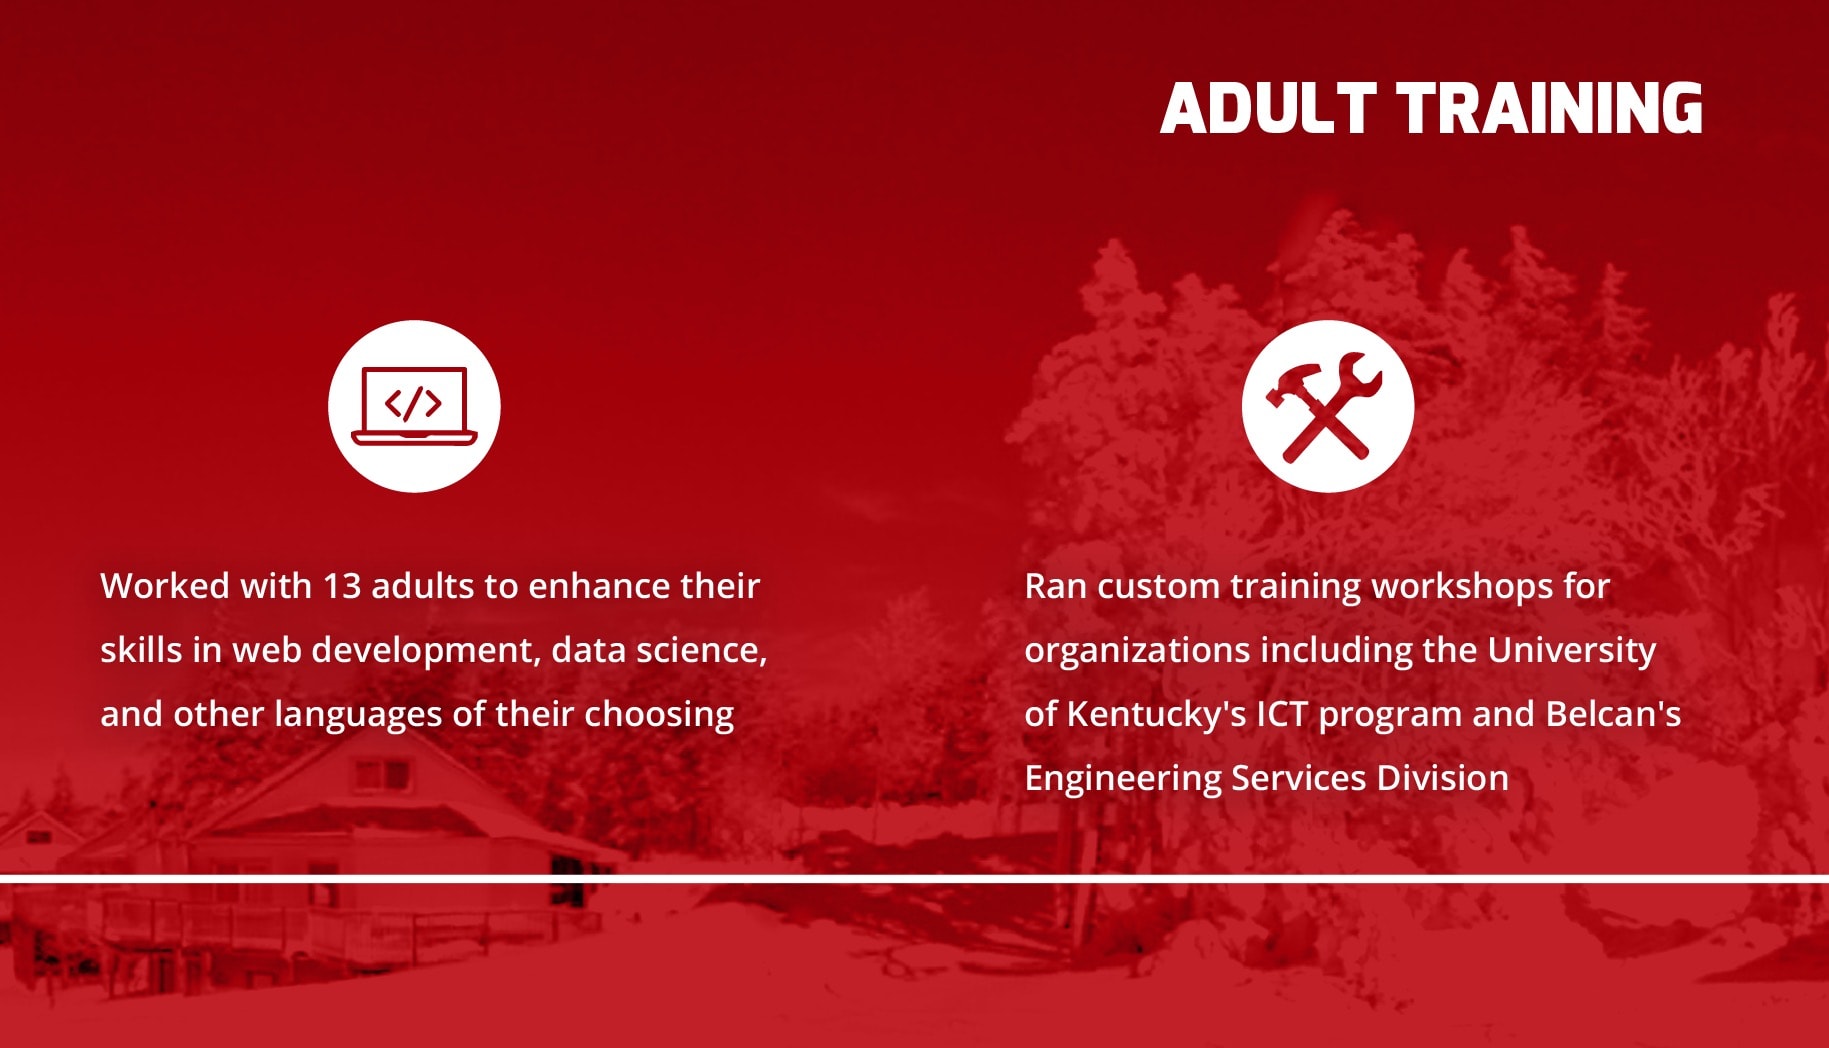 ADULT TRAINING
</>
Worked with 13 adults to enhance their
skills in web development, data science,
and other languages of their choosing
Ran custom training workshops for
organizations including the University
of Kentucky's ICT program and Belcan's
Engineering Services Division